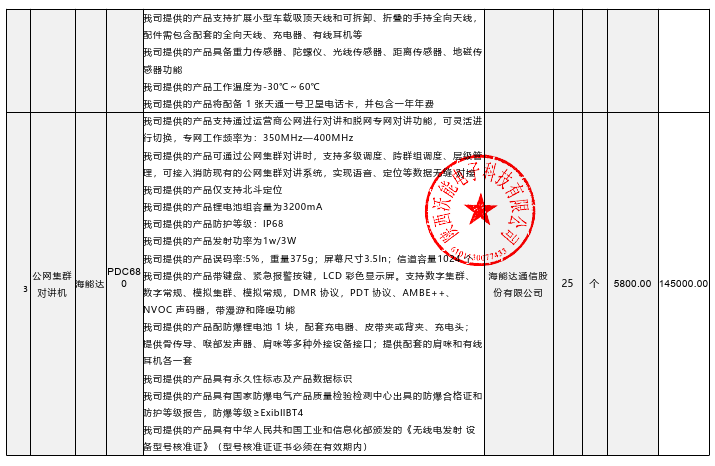 我司提供的产品支持扩展小型车载吸顶天线和可拆卸、折叠的手持全向天线，
配件需包含配套的全向天线、充电器、有线耳机等
我司提供的产品具备重力传感器、陀螺仪、光线传感器、距离传感器、地磁传
感器功能
我司提供的产品工作温度为-30℃～60℃
我司提供的产品将配备 1 张天通一号卫星电话卡，并包含一年年费
3
公网集群
对讲机
海能达
PDC68
0
我司提供的产品支持通过运营商公网进行对讲和脱网专网对讲功能，可灵活进
行切换，专网工作频率为：350MHz—400MHz
我司提供的产品可通过公网集群对讲时，支持多级调度、跨群组调度、层级管
理，可接入消防现有的公网集群对讲系统，实现语音、定位等数据无缝对接
我司提供的产品仅支持北斗定位
我司提供的产品锂电池组容量为3200mA
我司提供的产品防护等级：IP68
我司提供的产品发射功率为1w/3W
我司提供的产品误码率:5%，重量375g；屏幕尺寸3.5In；信道容量1024 个
我司提供的产品带键盘、紧急报警按键，LCD 彩色显示屏。支持数字集群、
数字常规、模拟集群、模拟常规，DMR 协议，PDT 协议、AMBE++、
NVOC 声码器，带漫游和降噪功能
我司提供的产品配防爆锂电池 1 块，配套充电器、皮带夹或背夹、充电头；
提供骨传导、喉部发声器、肩咪等多种外接设备接口；提供配套的肩咪和有线
耳机各一套
我司提供的产品具有永久性标志及产品数据标识
我司提供的产品具有国家防爆电气产品质量检验检测中心出具的防爆合格证和
防护等级报告，防爆等级≥ExibIIBT4
我司提供的产品具有中华人民共和国工业和信息化部颁发的《无线电发射 设
备型号核准证》（型号核准证证书必须在有效期内）
海能达通信股
份有限公司
25
个
5800.00
145000.00
陕西沃能电子科技有限公司